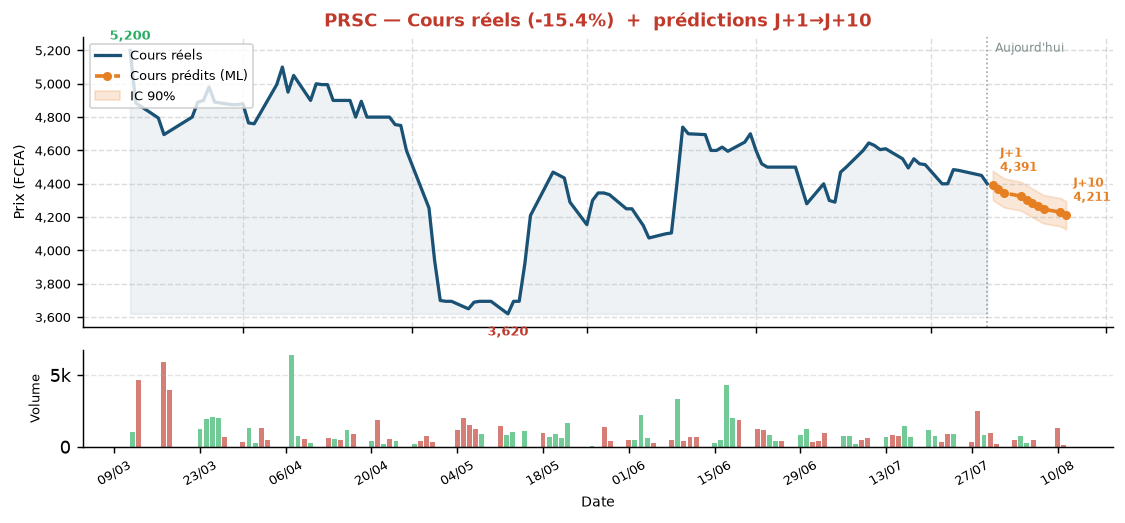 PRSC — Cours réels (-15.4%)  +  prédictions J+1→J+10
5,200
Cours réels
Cours prédits (ML)
IC 90%
Aujourd'hui
J+1
4,391
J+10
4,211
3,620
Prix (FCFA)
5,200
5,000
4,800
4,600
4,400
4,200
4,000
3,800
3,600
Volume
5k
0
09/03
23/03
06/04
20/04
04/05
18/05
01/06
15/06
29/06
13/07
27/07
10/08
Date